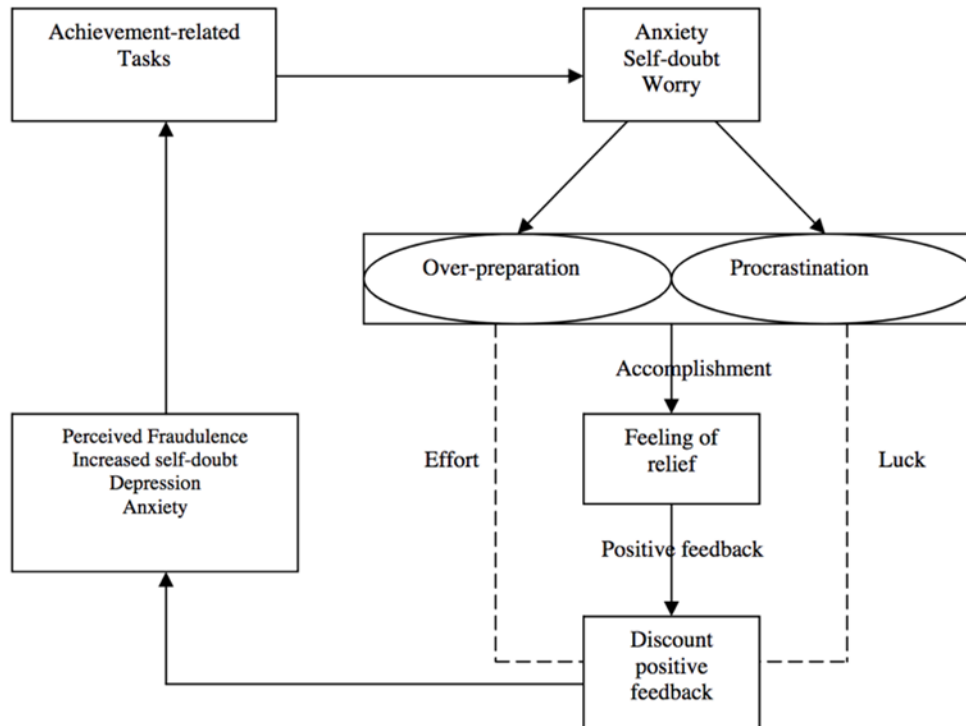 Achievement-related
Tasks
Anxiety
Self-doubt
Worry
Over-preparation
Procrastination
Accomplishment
Perceived Fraudulence
Increased self-doubt
Depression
Anxiety
Effort
Feeling of
relief
Luck
Positive feedback
Discount
positive
feedback